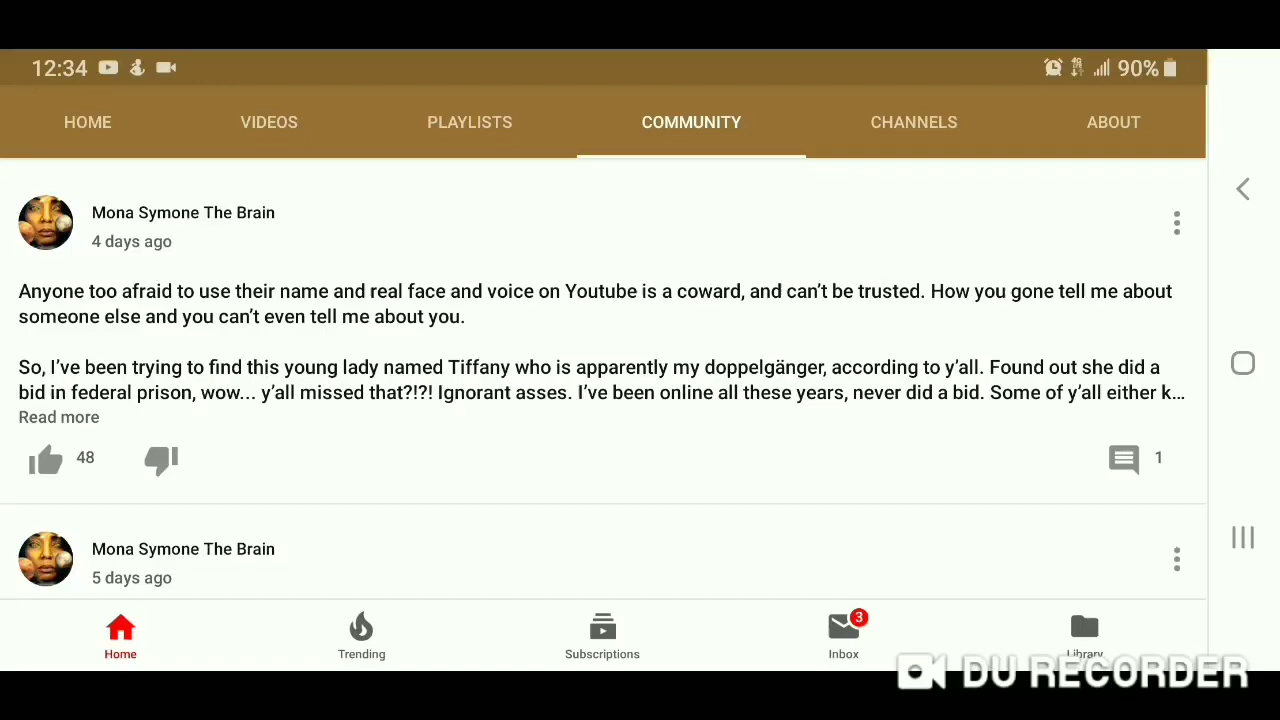 12:34 90%
HOME VIDEOS PLAYLISTS COMMUNITY CHANNELS ABOUT
Mona Symone The Brain
4 days ago
Anyone too afraid to use their name and real face and voice on Youtube is a coward, and can't be trusted. How you gone tell me about
someone else and you can't even tell me about you.
So, I've been trying to find this young lady named Tiffany who is apparently my doppelgänger, according to y'all. Found out she did a
bid in federal prison, wow... y'all missed that?!?! Ignorant asses. I've been online all these years, never did a bid. Some of y'all either k...
Read more
48 1
Mona Symone The Brain
5 days ago
3
Home Trending Subscriptions Inbox Library
DU RECORDER